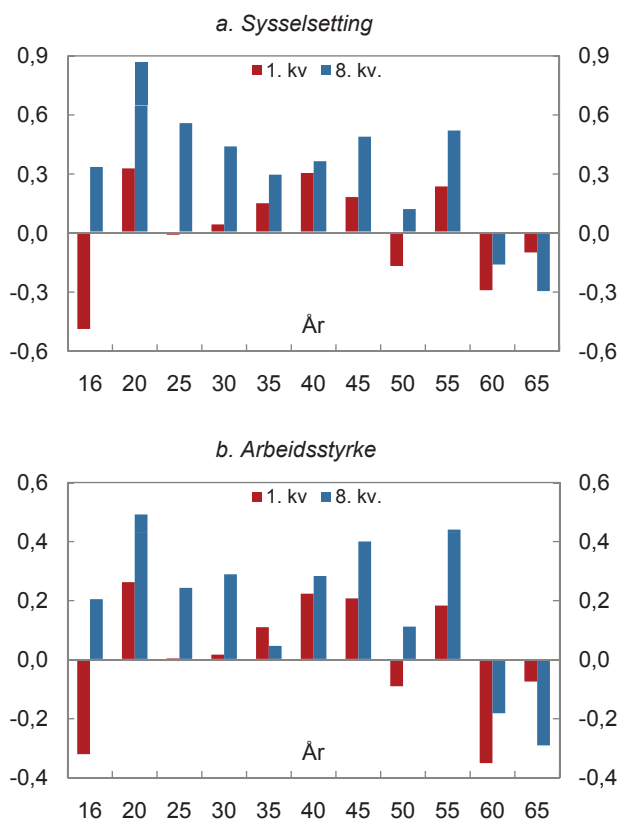 a. Sysselsetting
0,9 0,9
1. kv 8. kv.
0,6 0,6
0,3 0,3
0,0 0,0
-0,3 -0,3
År
-0,6 -0,6
16 20 25 30 35 40 45 50 55 60 65
b. Arbeidsstyrke
0,6 0,6
1. kv 8. kv.
0,4 0,4
0,2 0,2
0,0 0,0
-0,2 -0,2
År
-0,4 -0,4
16 20 25 30 35 40 45 50 55 60 65